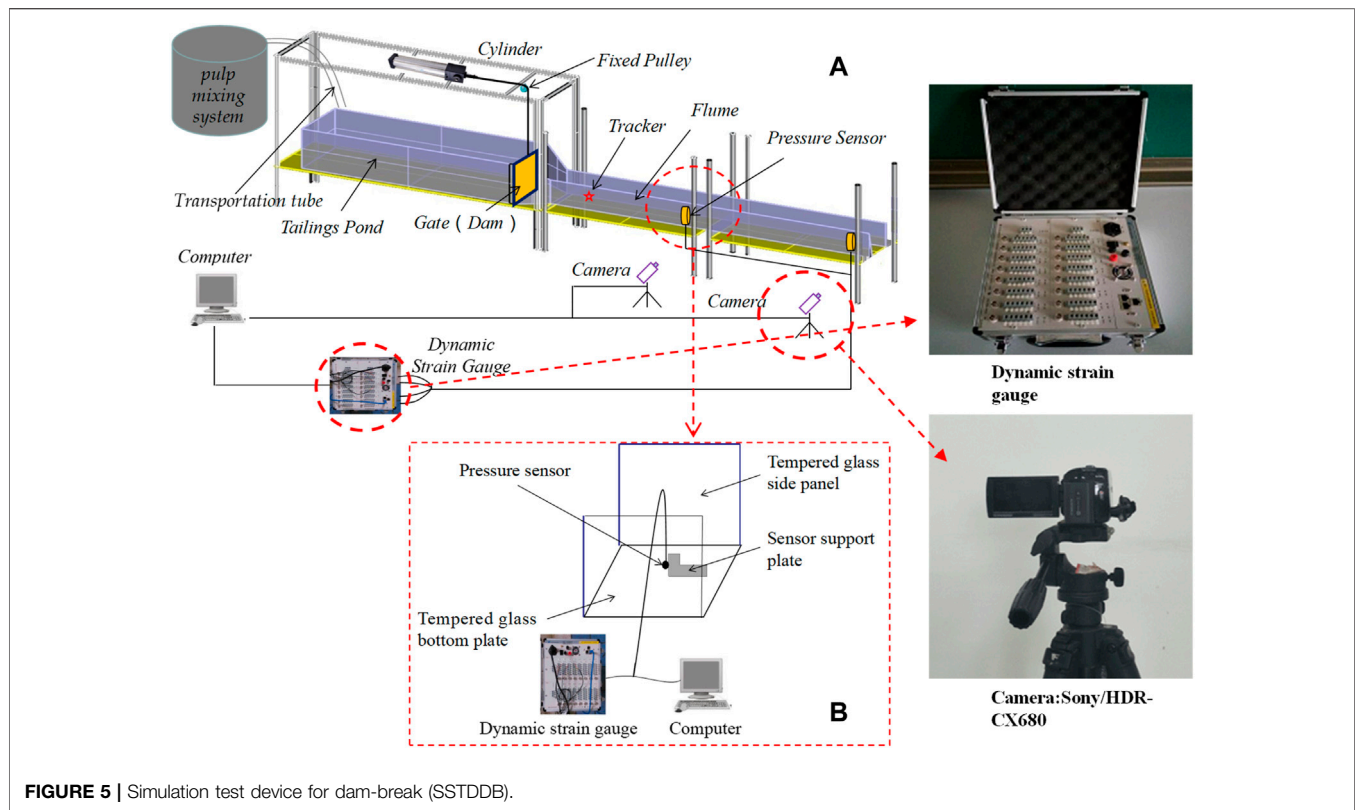 pulp
mixing
system
Cylinder
Fixed Pulley
A
Tracker
Flume
Pressure Sensor
Transportation tube
Tailings Pond
Gate ( Dam )
Computer
Camera
Camera
Dynamic
Strain Gauge
Dynamic strain
gauge
Pressure sensor
Tempered glass
side panel
Sensor support
plate
Tempered glass
bottom plate
Dynamic strain gauge
Computer
B
Camera:Sony/HDR-
CX680
FIGURE 5 | Simulation test device for dam-break (SSTDDB).